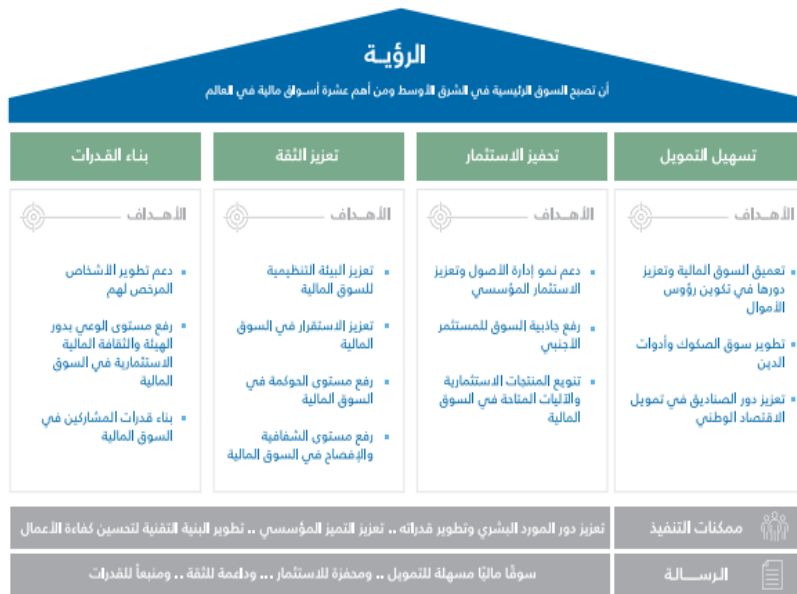 الرؤيـة
أن تصبح السوق الرئيسية في الشرق الأوسط ومن أهم عشرة أسـواق مالية في العالم
تسهيل التمويل
الأهـداف
تعميق السوق المالية وتعزيز
دورها في تكوين رؤوس
الأموال
تطوير سوق الصكوك وأدوات
الدين
تعزيز دور الصناديق في تمويل
الاقتصاد الوطني
تحفيز الاستثمار
الأهـداف
دعم نمو إدارة الأصول وتعزيز
الاستثمار المؤسسي
رفع جاذبية السوق للمستثمر
الأجنبي
تنويع المنتجات الاستثمارية
والآليات المتاحة في السوق
المالية
تعزيز الثقة
الأهـداف
تعزيز البيئة التنظيمية
للسوق المالية
تعزيز الاستقرار في السوق
المالية
رفع مستوى الحوكمة في
السوق المالية
رفع مستوى الشفافية
والإفصاح في السوق المالية
بناء القدرات
الأهـداف
دعم تطوير الأشخاص
المرخص لهم
رفع مستوى الوعي بدور
الهيئة والثقافة المالية
الاستثمارية في السوق
المالية
بناء قدرات المشاركين في
السوق المالية
ممكنات التنفيذ
تعزيز دور المورد البشري وتطوير قدراته .. تعزيز التميز المؤسسي .. تطوير البنية التقنية لتحسين كفاءة الأعمال
الرســـالة
سوقًا ماليًا مسهلة للتمويل .. ومحفزة للاستثمار ... وداعمة للثقة .. ومنبعاً للقدرات